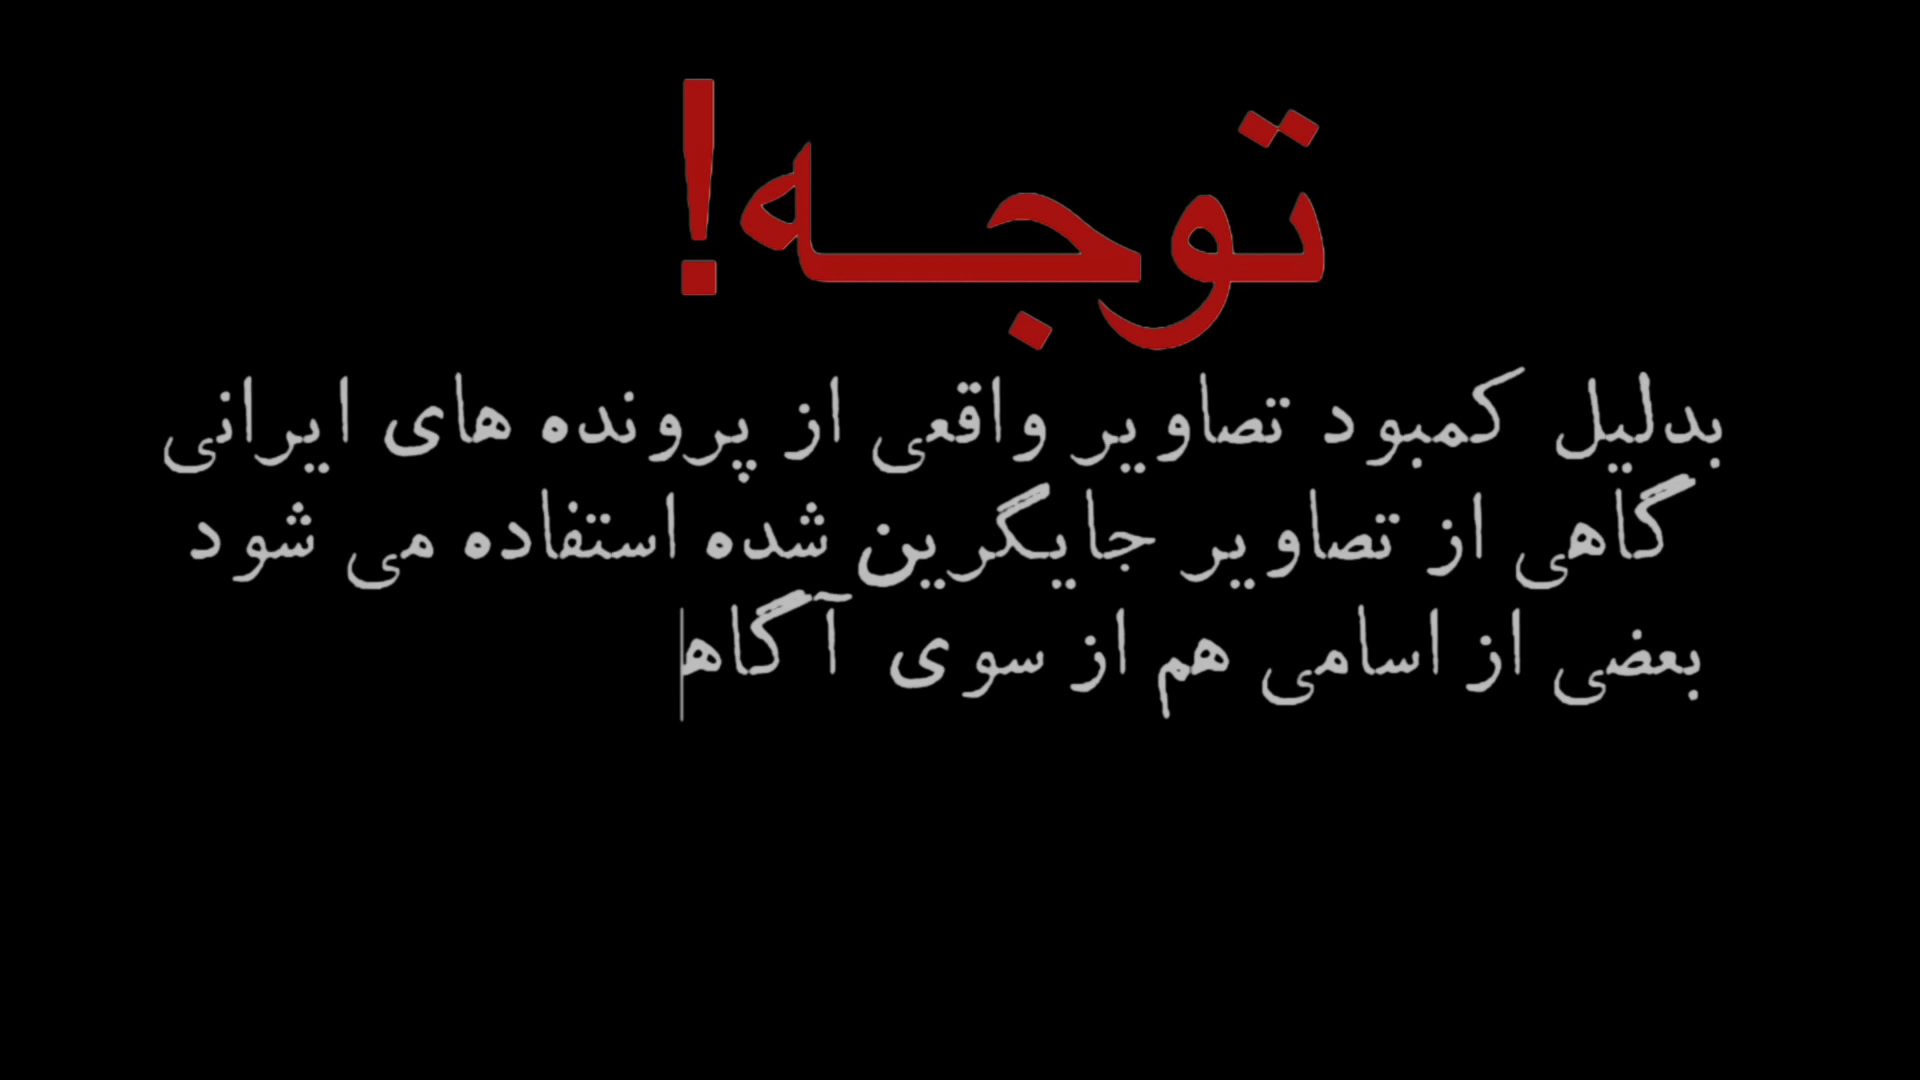 توجه!
بدلیل کمبود تصاویر واقعی از پرونده های ایرانی
گاهی از تصاویر جایگرین شده استفاده می شود
بعضی از اسامی هم از سوی آگاه